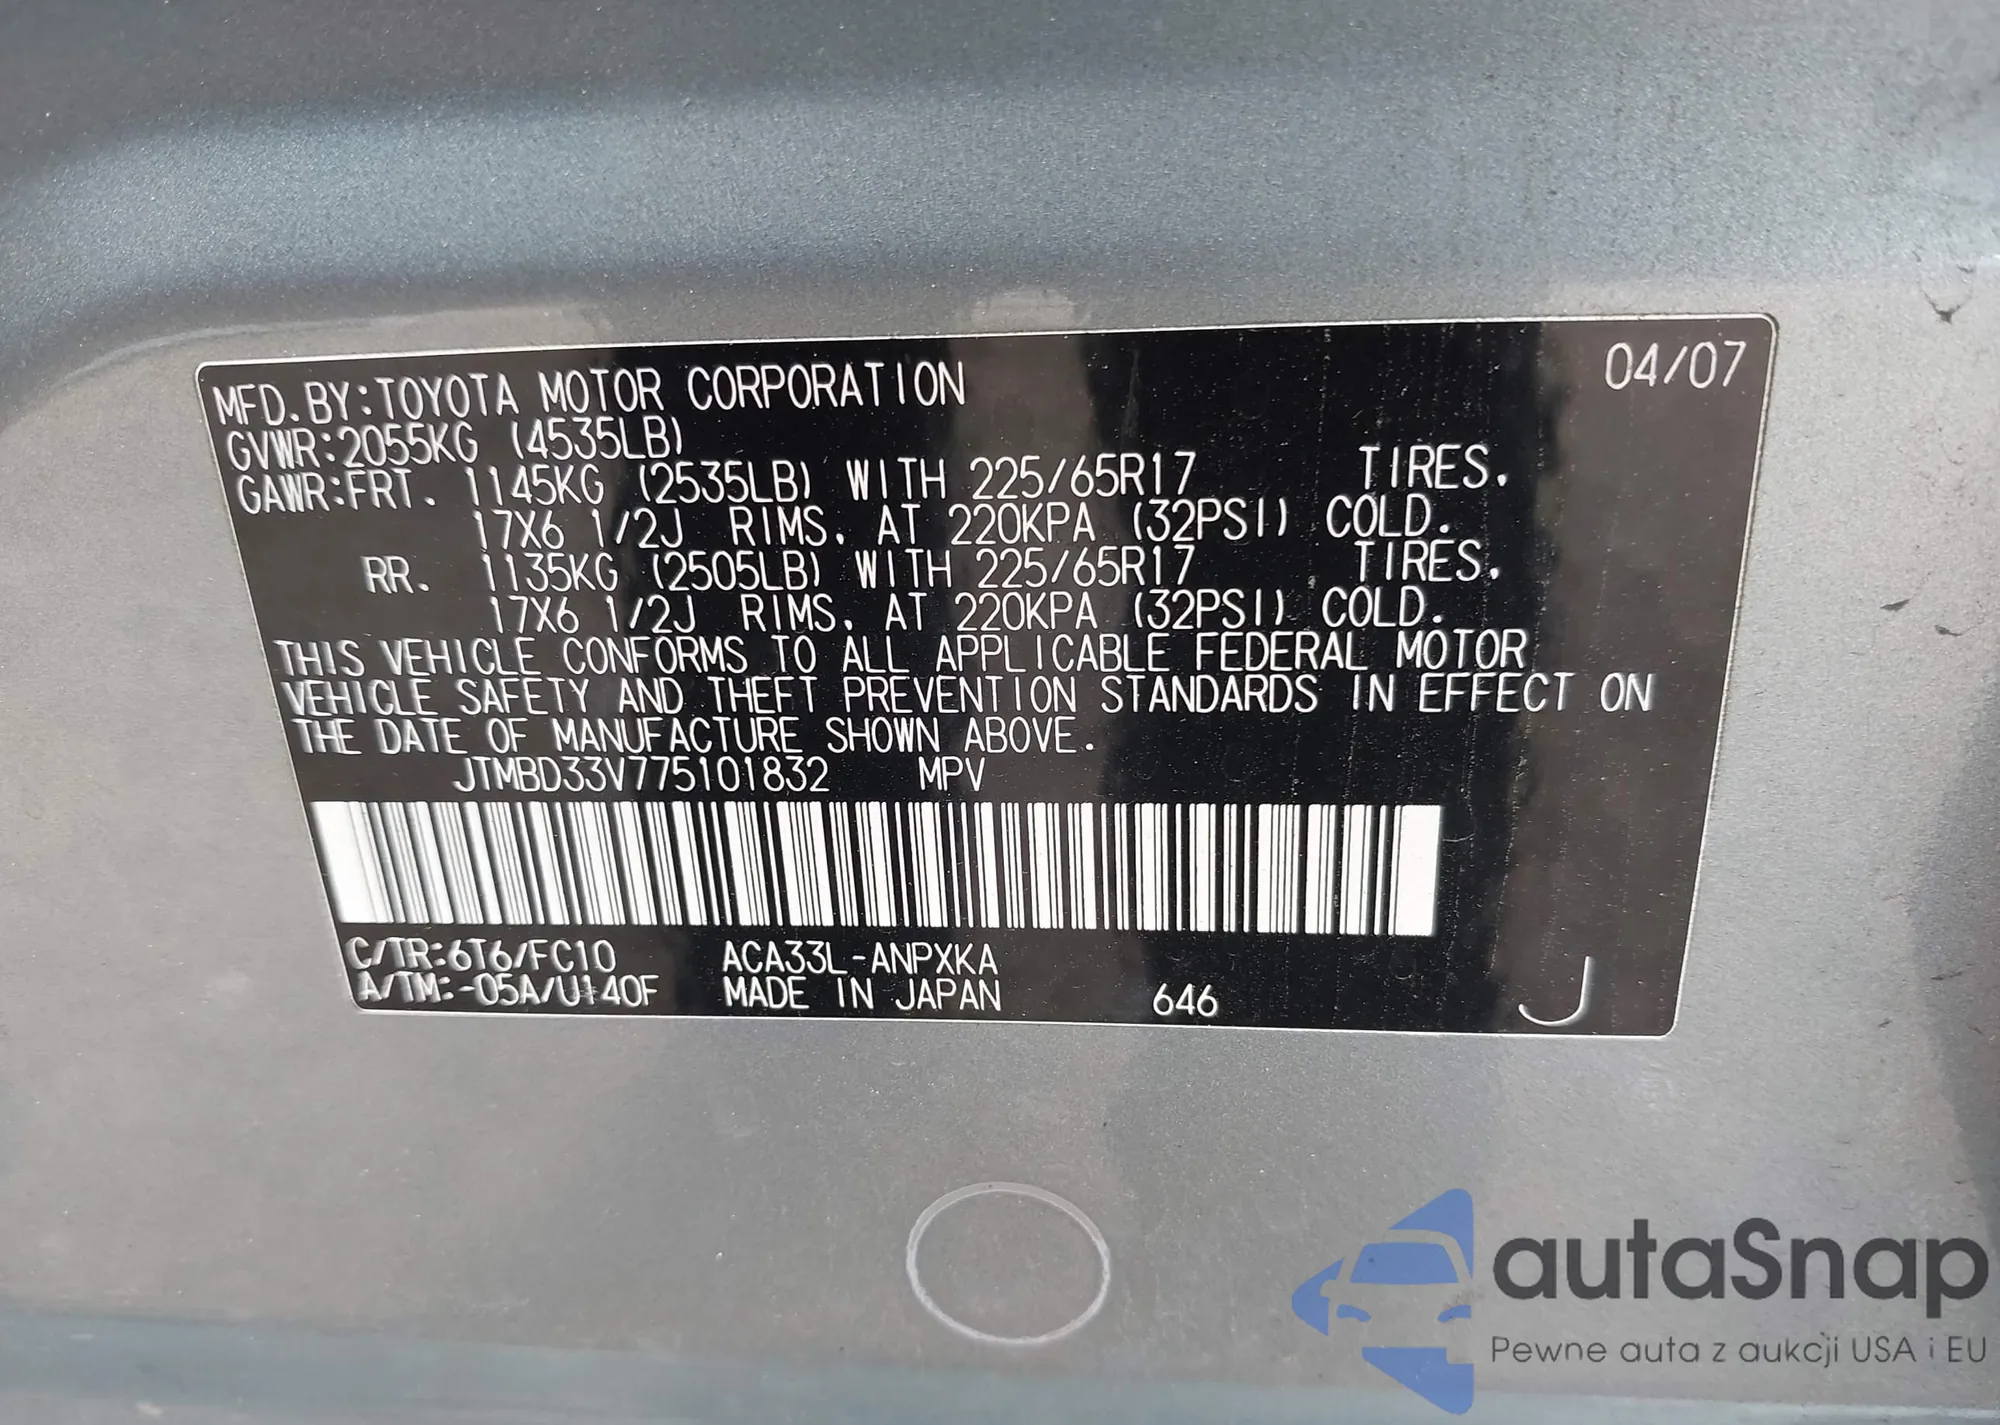 04/07
MFD.BY:TOYOTA MOTOR CORPORATION
GVWR:2055KG (4535LB)
GAWR:FRT. 1145KG (2535LB) WITH 225/65R17 TIRES.
17X6 1/2J RIMS. AT 220KPA (32PSI) COLD.
RR. 1135KG (2505LB) WITH 225/65R17 TIRES.
17X6 1/2J RIMS. AT 220KPA (32PSI) COLD.
THIS VEHICLE CONFORMS TO ALL APPLICABLE FEDERAL MOTOR
VEHICLE SAFETY AND THEFT PREVENTION STANDARDS IN EFFECT ON
THE DATE OF MANUFACTURE SHOWN ABOVE.
JTMBD33V775101832 MPV
C/TR:6T6/FC10 ACA33L-ANPXKA
A/TM:-05A/U140F MADE IN JAPAN 646 J
autaSnap
Pewne auta z aukcji USA i EU